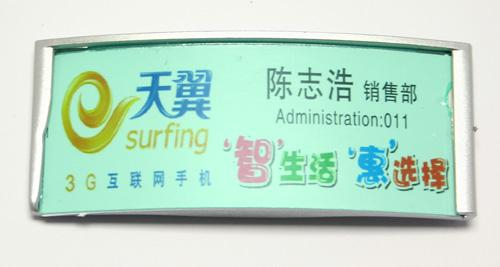 天翼
surfing
3G互联网手机
陈志浩 销售部
Administration:011
'智'生活 '惠'选择